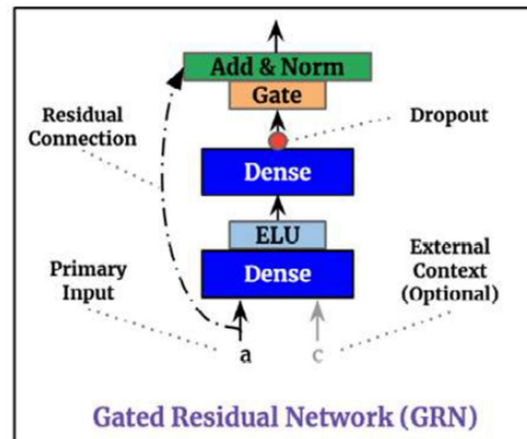 Add & Norm
Gate
Residual
Connection
Dropout
Dense
ELU
Dense
Primary
Input
External
Context
(Optional)
a
c
Gated Residual Network (GRN)